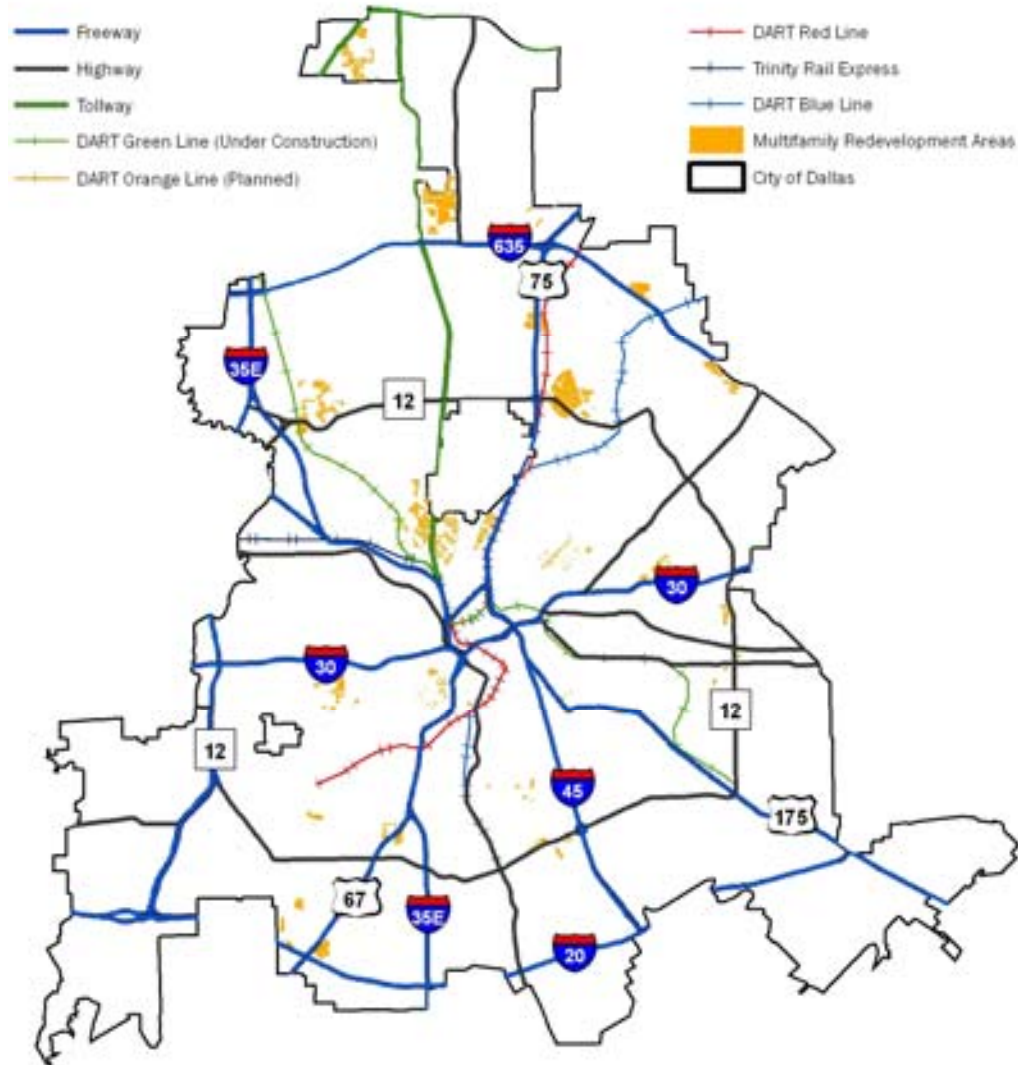 Freeway
Highway
Tollway
DART Green Line (Under Construction)
DART Orange Line (Planned)
DART Red Line
Trinity Rail Express
DART Blue Line
Multifamily Redevelopment Areas
City of Dallas
635
75
35E
12
30
30
12
12
45
175
67
35E
20